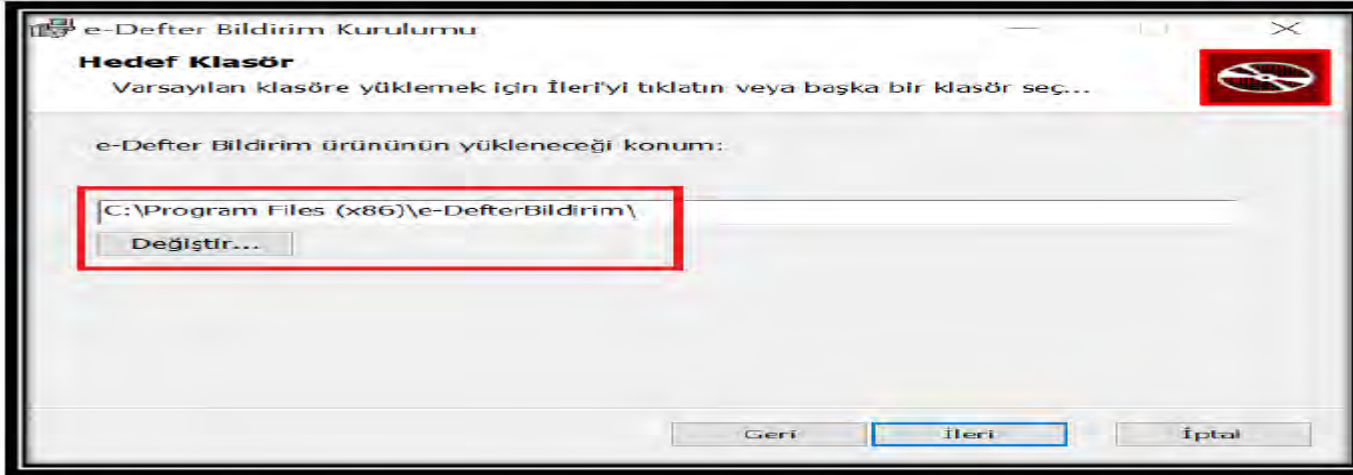 e-Defter Bildirim Kurulumu
Hedef Klasör
Varsayılan klasöre yüklemek için İleri'yi tıklatın veya başka bir klasör seç...
e-Defter Bildirim ürününün yükleneceği konum:
C:\Program Files (x86)\e-DefterBildirim\
Değiştir...
Geri İleri İptal